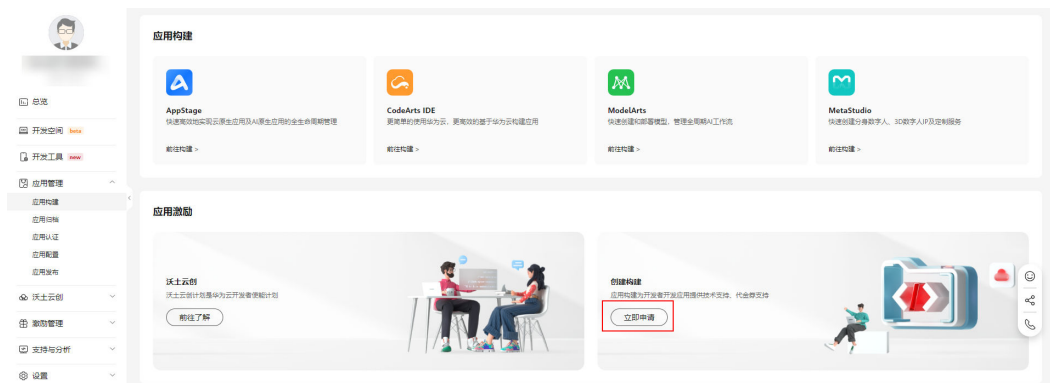 总览
开发空间 beta
开发工具 new
应用管理
应用构建
应用归档
应用认证
应用配置
应用发布
沃土云创
激励管理
支持与分析
设置
应用构建
AppStage
快速高效地实现云原生应用及AI原生应用的全生命周期管理
前往构建 >
CodeArts IDE
更简单的使用华为云、更高效的基于华为云构建应用
前往构建 >
ModelArts
快速创建和部署模型，管理全周期AI工作流
前往构建 >
MetaStudio
快速创建分身数字人、3D数字人IP及定制服务
前往构建 >
应用激励
沃土云创
沃土云创计划是华为云开发者使能计划
前往了解
创建构建
应用构建为开发者开发应用提供技术支持、代金券支持
立即申请